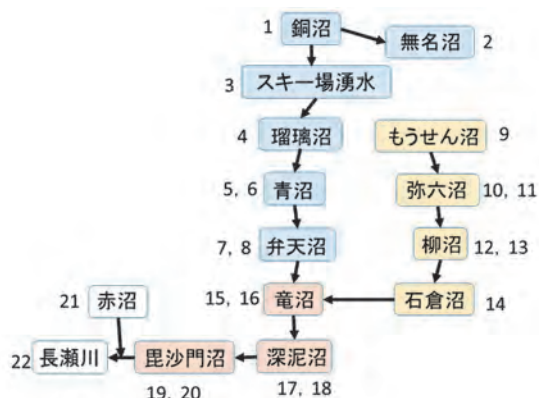 1 銅沼
無名沼 2
3 スキー場湧水
4 瑠璃沼
もうせん沼 9
5, 6 青沼
弥六沼 10, 11
7, 8 弁天沼
柳沼 12, 13
21 赤沼
15, 16 竜沼
石倉沼 14
22 長瀬川
毘沙門沼
深泥沼
19, 20
17, 18